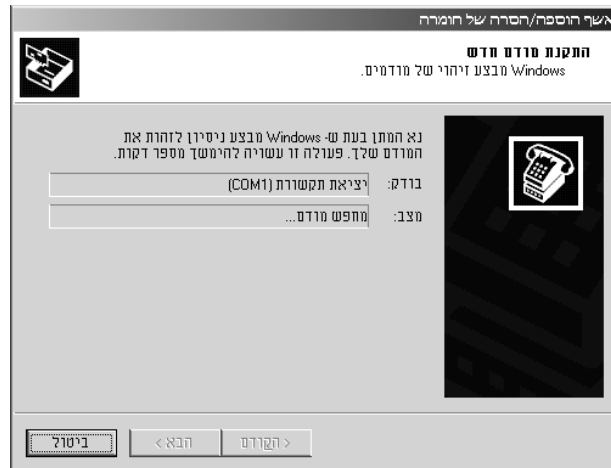 אשף הוספה/הסרה של חומרה
התקנת מודם חדש
Windows מבצע זיהוי של מודמים.
נא המתן בעת ש- Windows מבצע ניסיון לזהות את
המודם שלך. פעולה זו עשויה להימשך מספר דקות.
בודק: יציאת תקשורת (COM1)
מצב: מחפש מודם...
< הקודם הבא > ביטול